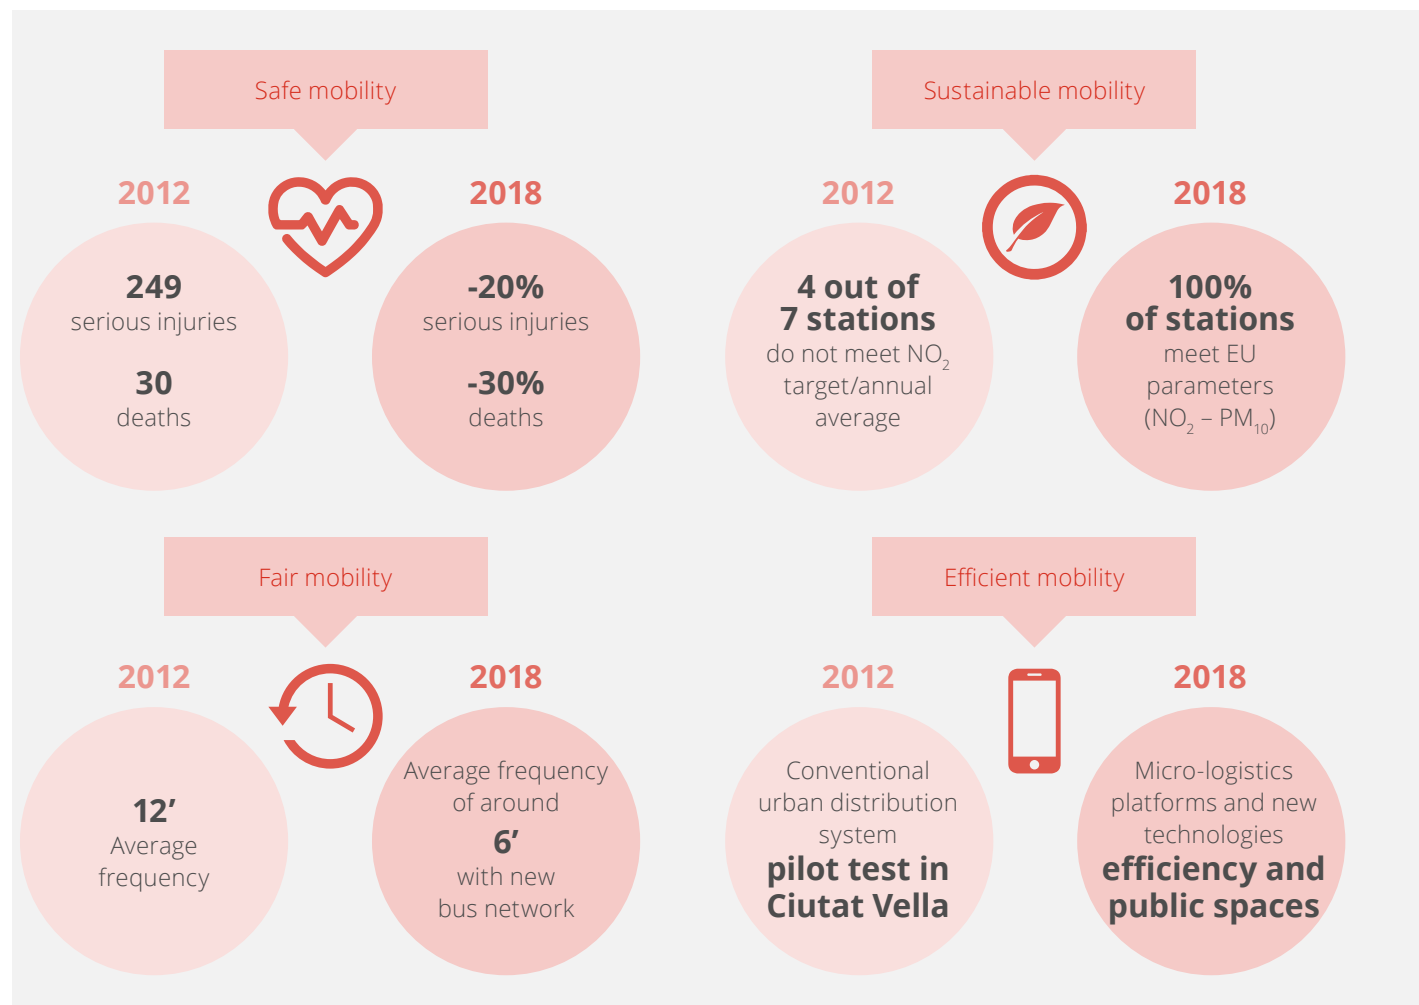 Safe mobility
2012
249
serious injuries
30
deaths
2018
-20%
serious injuries
-30%
deaths
Sustainable mobility
2012
4 out of
7 stations
do not meet NO₂
target/annual
average
2018
100%
of stations
meet EU
parameters
(NO₂ – PM₁₀)
Fair mobility
2012
12’
Average
frequency
2018
Average frequency
of around
6’
with new
bus network
Efficient mobility
2012
Conventional
urban distribution
system
pilot test in
Ciutat Vella
2018
Micro-logistics
platforms and new
technologies
efficiency and
public spaces